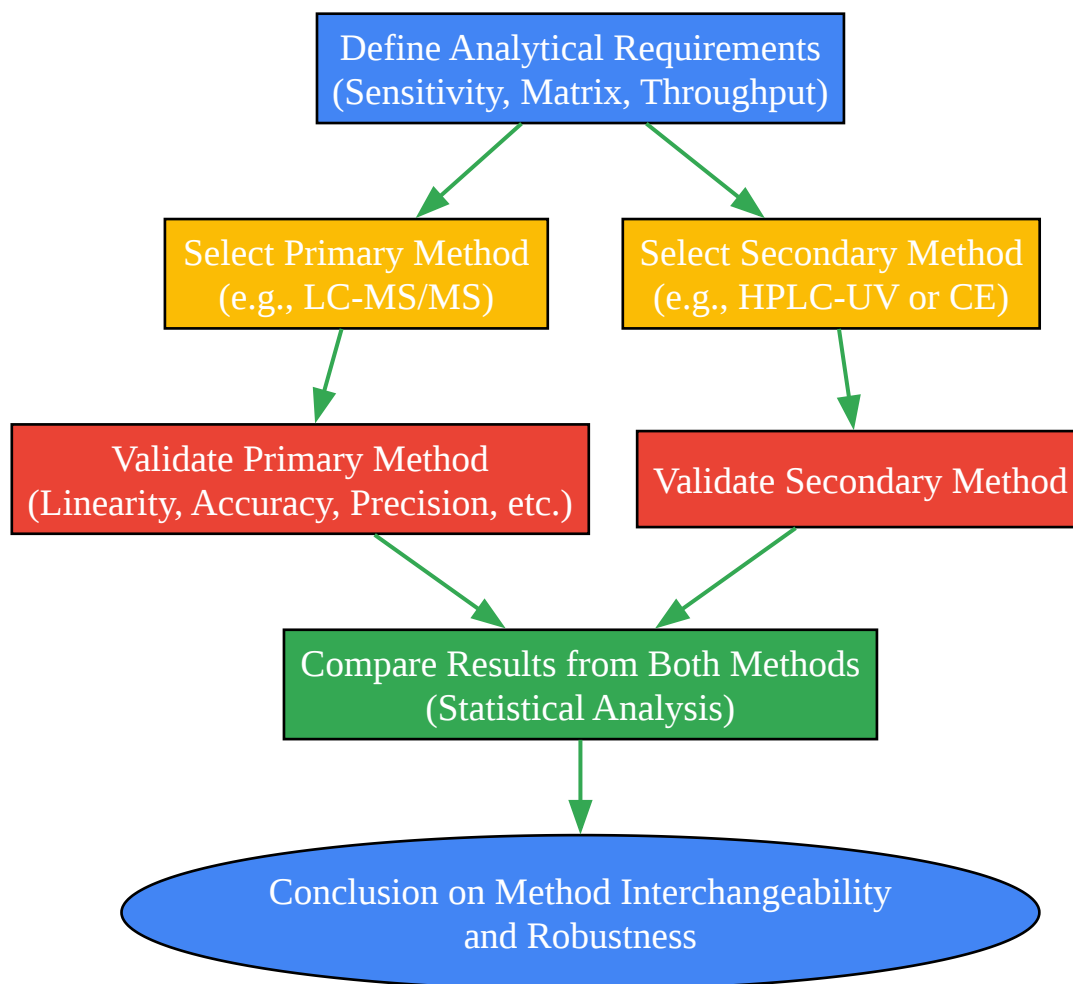 Define Analytical Requirements
(Sensitivity, Matrix, Throughput)
Select Primary Method
(e.g., LC-MS/MS)
Select Secondary Method
(e.g., HPLC-UV or CE)
Validate Primary Method
(Linearity, Accuracy, Precision, etc.)
Validate Secondary Method
Compare Results from Both Methods
(Statistical Analysis)
Conclusion on Method Interchangeability
and Robustness